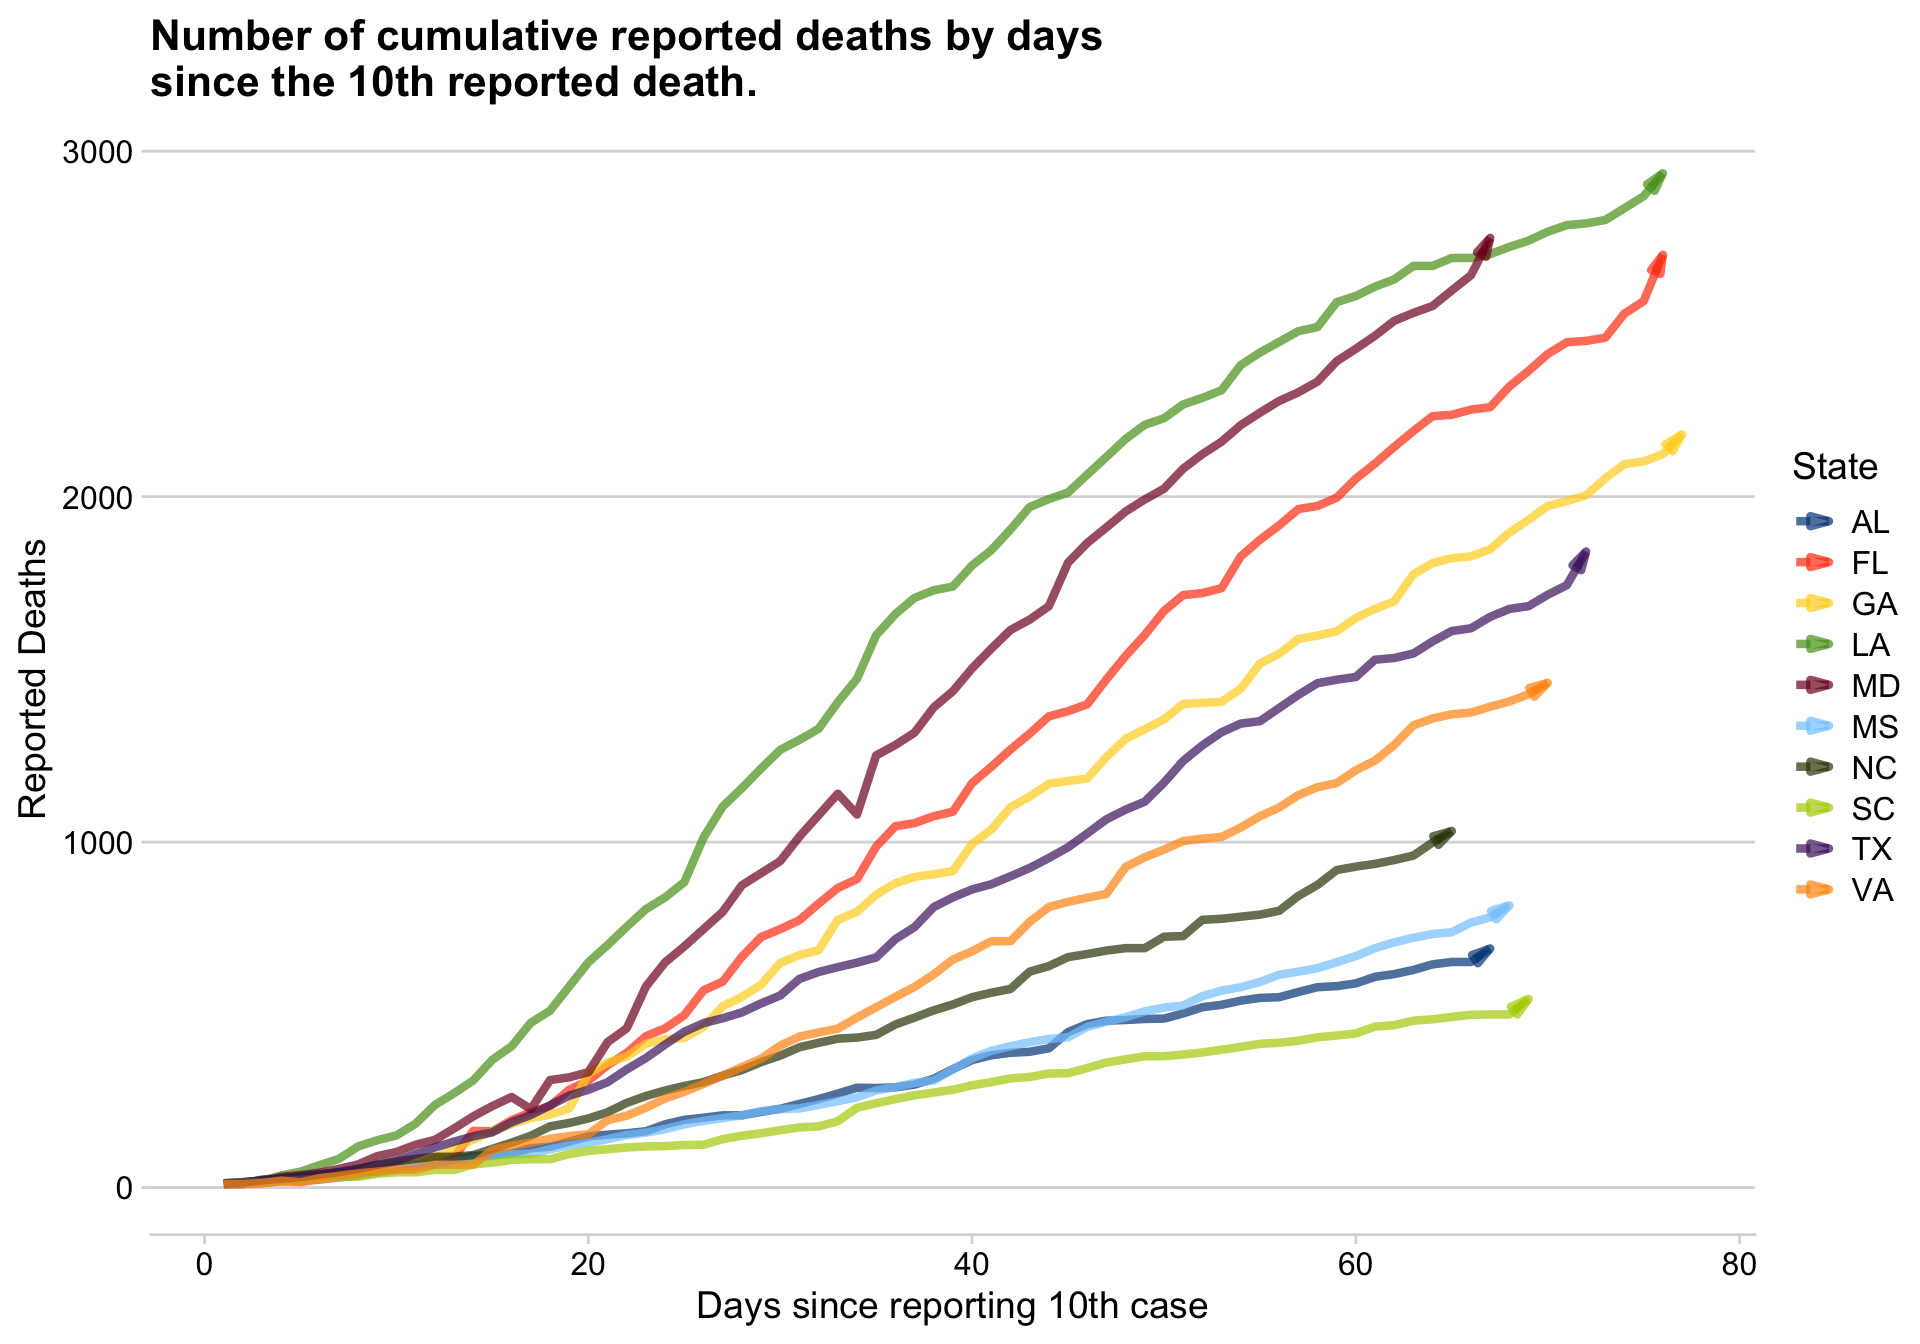 Number of cumulative reported deaths by days
since the 10th reported death.
3000
2000
1000
0
Reported Deaths
0 20 40 60 80
Days since reporting 10th case
State
AL
FL
GA
LA
MD
MS
NC
SC
TX
VA